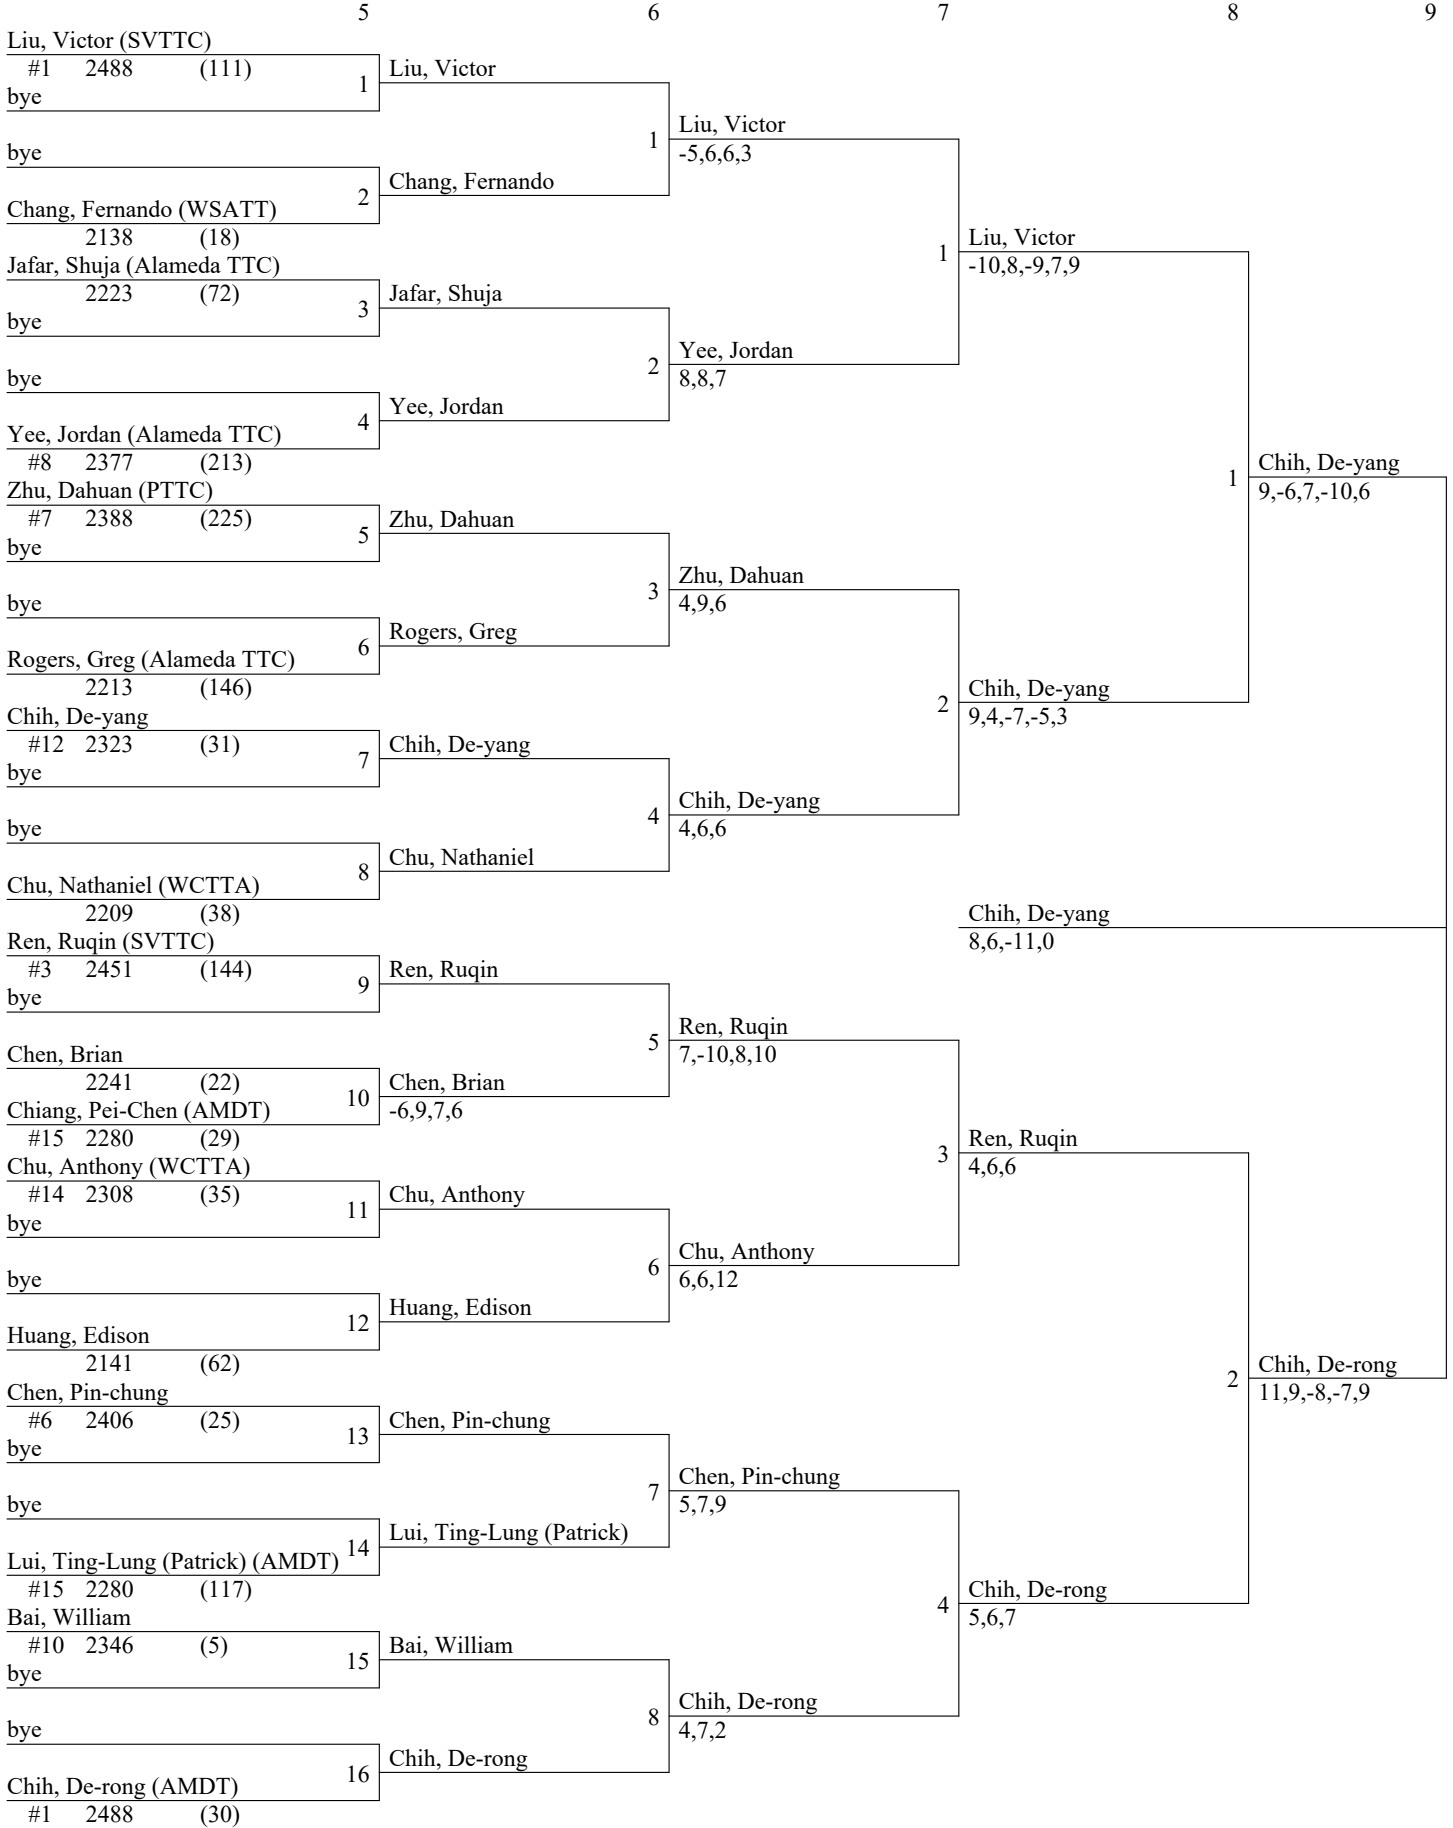 5 6 7 8 9
Liu, Victor (SVTTC)
#1 2488 (111)
1 Liu, Victor
bye
1 Liu, Victor
-5,6,6,3
bye
2 Chang, Fernando
Chang, Fernando (WSATT)
2138 (18)
1 Liu, Victor
-10,8,-9,7,9
Jafar, Shuja (Alameda TTC)
2223 (72)
3 Jafar, Shuja
bye
2 Yee, Jordan
8,8,7
bye
4 Yee, Jordan
Yee, Jordan (Alameda TTC)
#8 2377 (213)
1 Chih, De-yang
9,-6,7,-10,6
Zhu, Dahuan (PTTC)
#7 2388 (225)
5 Zhu, Dahuan
bye
3 Zhu, Dahuan
4,9,6
bye
6 Rogers, Greg
Rogers, Greg (Alameda TTC)
2213 (146)
2 Chih, De-yang
9,4,-7,-5,3
Chih, De-yang
#12 2323 (31)
7 Chih, De-yang
bye
4 Chih, De-yang
4,6,6
bye
8 Chu, Nathaniel
Chu, Nathaniel (WCTTA)
2209 (38)
Chih, De-yang
8,6,-11,0
Ren, Ruqin (SVTTC)
#3 2451 (144)
9 Ren, Ruqin
bye
5 Ren, Ruqin
7,-10,8,10
Chen, Brian
2241 (22)
10 Chen, Brian
-6,9,7,6
Chiang, Pei-Chen (AMDT)
#15 2280 (29)
3 Ren, Ruqin
4,6,6
Chu, Anthony (WCTTA)
#14 2308 (35)
11 Chu, Anthony
bye
6 Chu, Anthony
6,6,12
bye
12 Huang, Edison
Huang, Edison
2141 (62)
2 Chih, De-rong
11,9,-8,-7,9
Chen, Pin-chung
#6 2406 (25)
13 Chen, Pin-chung
bye
7 Chen, Pin-chung
5,7,9
bye
14 Lui, Ting-Lung (Patrick)
Lui, Ting-Lung (Patrick) (AMDT)
#15 2280 (117)
4 Chih, De-rong
5,6,7
Bai, William
#10 2346 (5)
15 Bai, William
bye
8 Chih, De-rong
4,7,2
bye
16 Chih, De-rong
Chih, De-rong (AMDT)
#1 2488 (30)